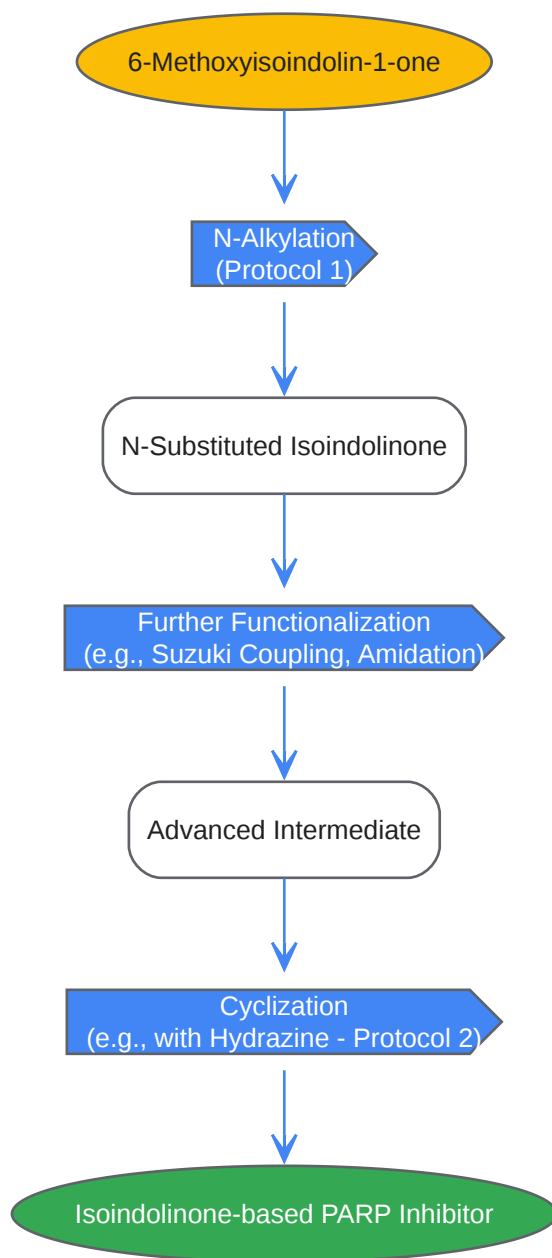 6-Methoxyisoindolin-1-one
N-Alkylation
(Protocol 1)
N-Substituted Isoindolinone
Further Functionalization
(e.g., Suzuki Coupling, Amidation)
Advanced Intermediate
Cyclization
(e.g., with Hydrazine - Protocol 2)
Isoindolinone-based PARP Inhibitor